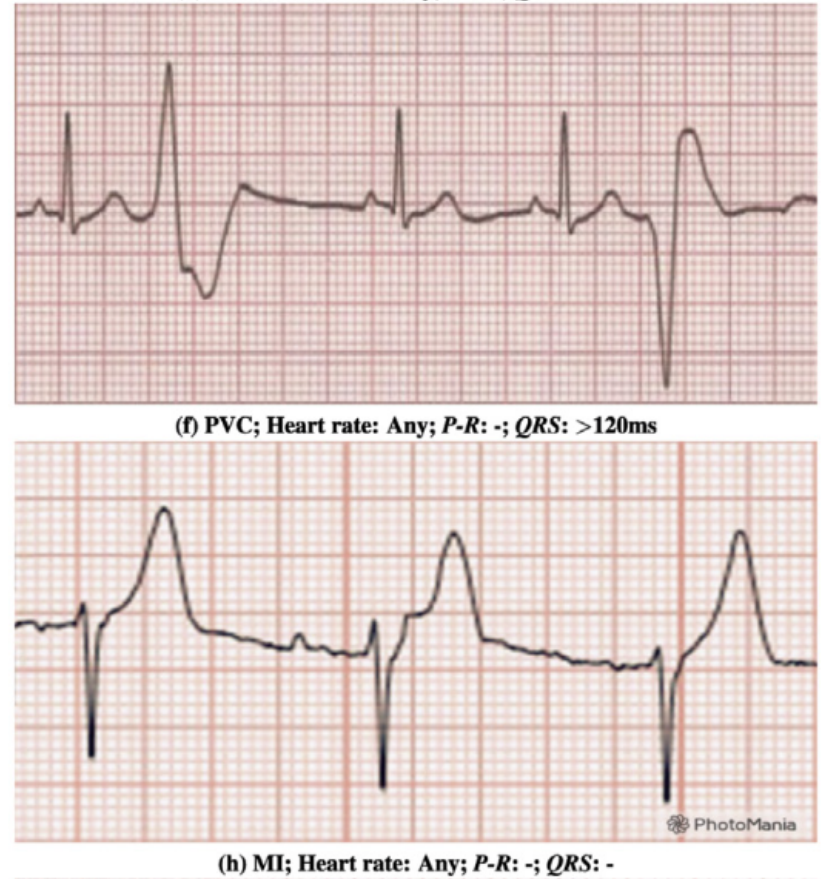 (f) PVC; Heart rate: Any; P-R: -; QRS: >120ms
PhotoMania
(h) MI; Heart rate: Any; P-R: -; QRS: -